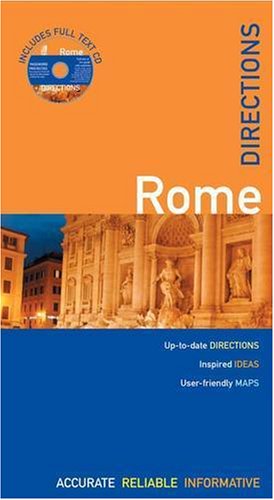 INCLUDES FULL TEXT CD
Rome
DIRECTIONS
DIRECTIONS
Rome
Up-to-date DIRECTIONS
Inspired IDEAS
User-friendly MAPS
ACCURATE RELIABLE INFORMATIVE